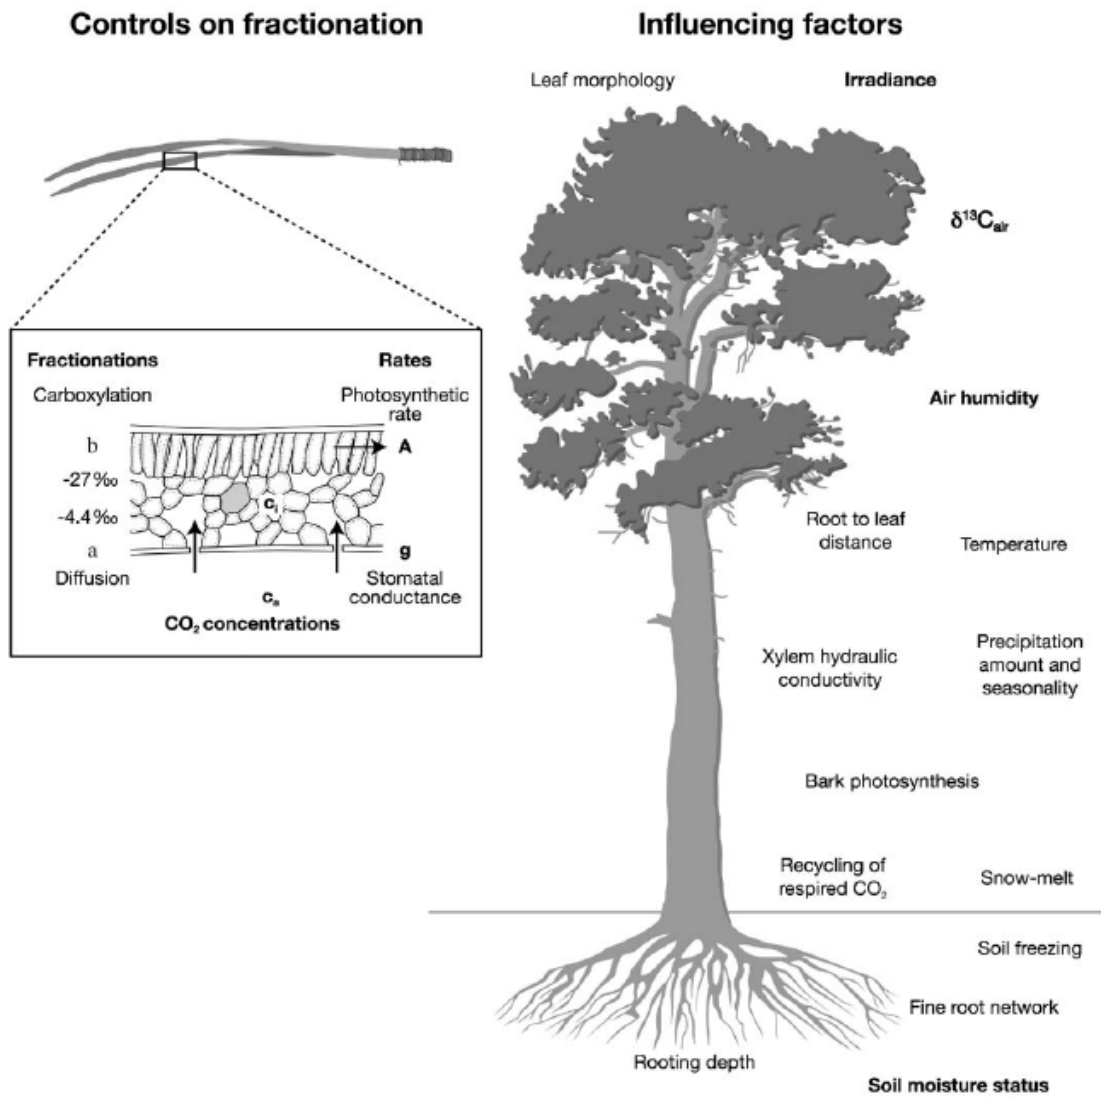 Controls on fractionation
Fractionations
Rates
Carboxylation
Photosynthetic
rate
b
A
-27‰
cᵢ
-4.4‰
a
g
Diffusion
Stomatal
conductance
cₐ
CO₂ concentrations
Influencing factors
Leaf morphology
Irradiance
δ¹³Cair
Air humidity
Root to leaf
distance
Temperature
Xylem hydraulic
conductivity
Precipitation
amount and
seasonality
Bark photosynthesis
Recycling of
respired CO₂
Snow-melt
Soil freezing
Fine root network
Rooting depth
Soil moisture status